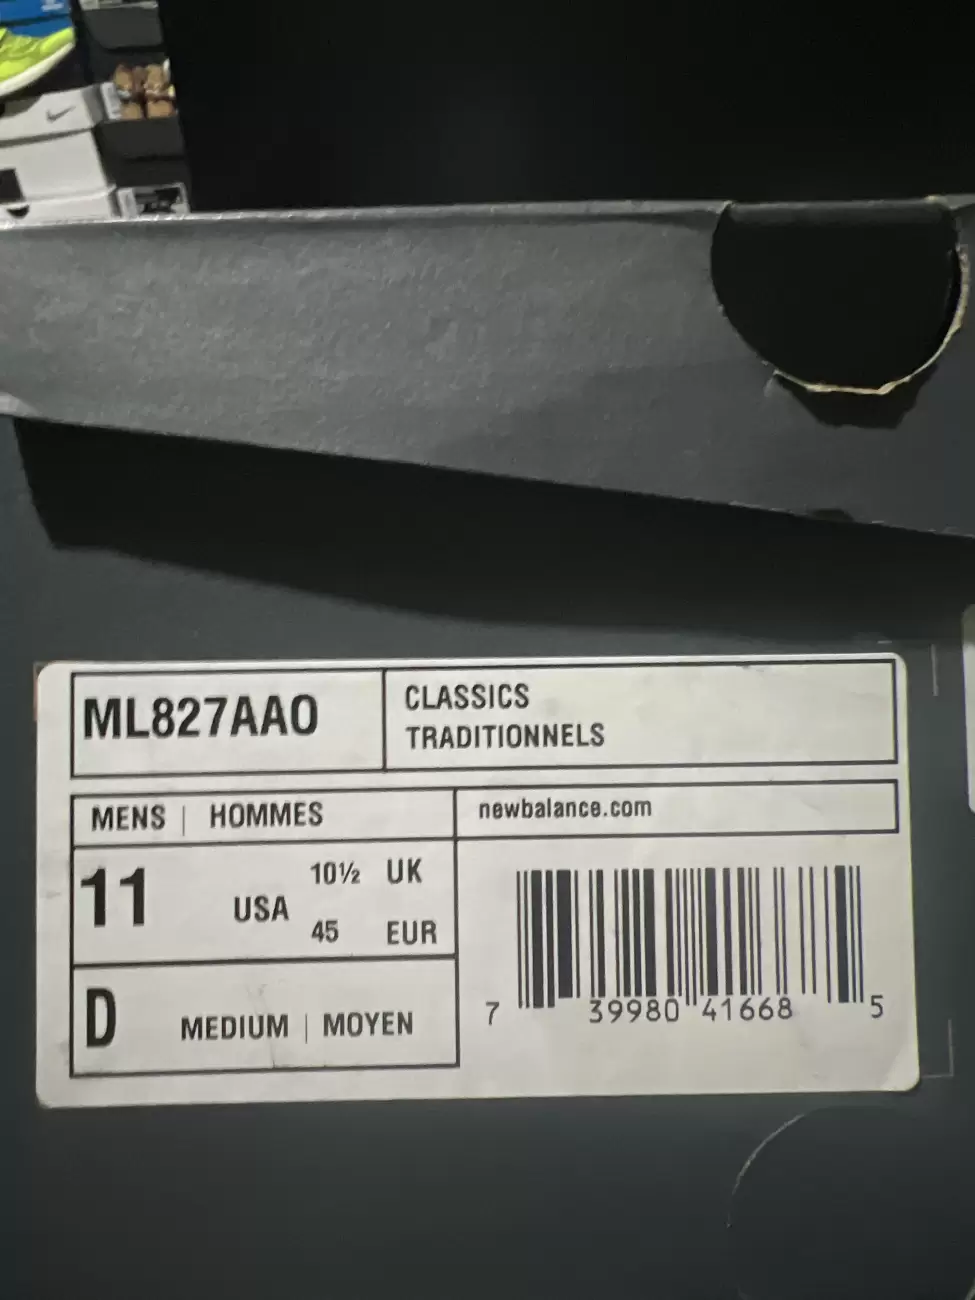 ML827AAO
CLASSICS
TRADITIONNELS
MENS | HOMMES
newbalance.com
11 USA
10½ UK
45 EUR
D MEDIUM | MOYEN
7 39980 41668 5